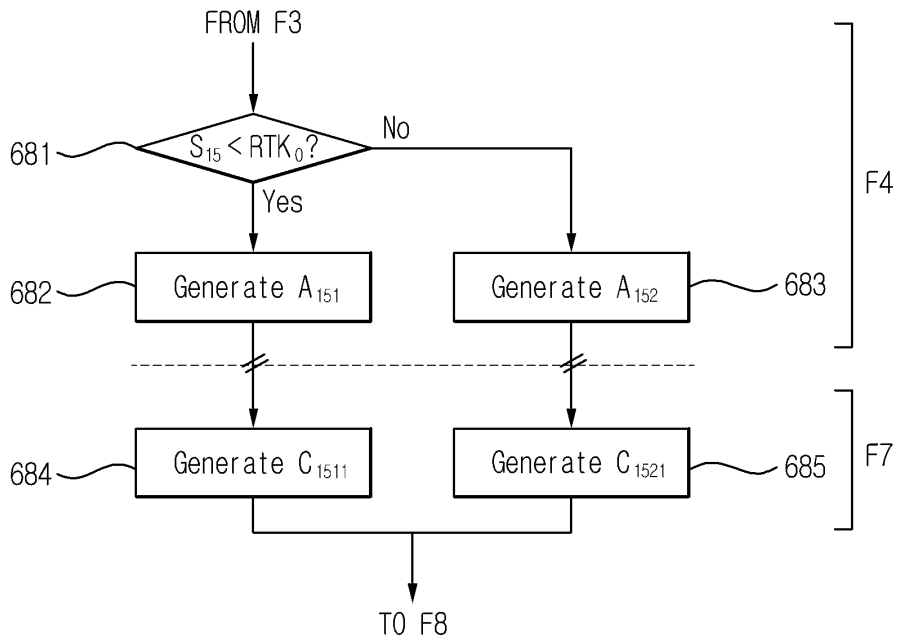 FROM F3
681
S₁₅ < RTK₀?
No
Yes
F4
682
Generate A₁₅₁
Generate A₁₅₂
683
684
Generate C₁₅₁₁
Generate C₁₅₂₁
685
F7
TO F8